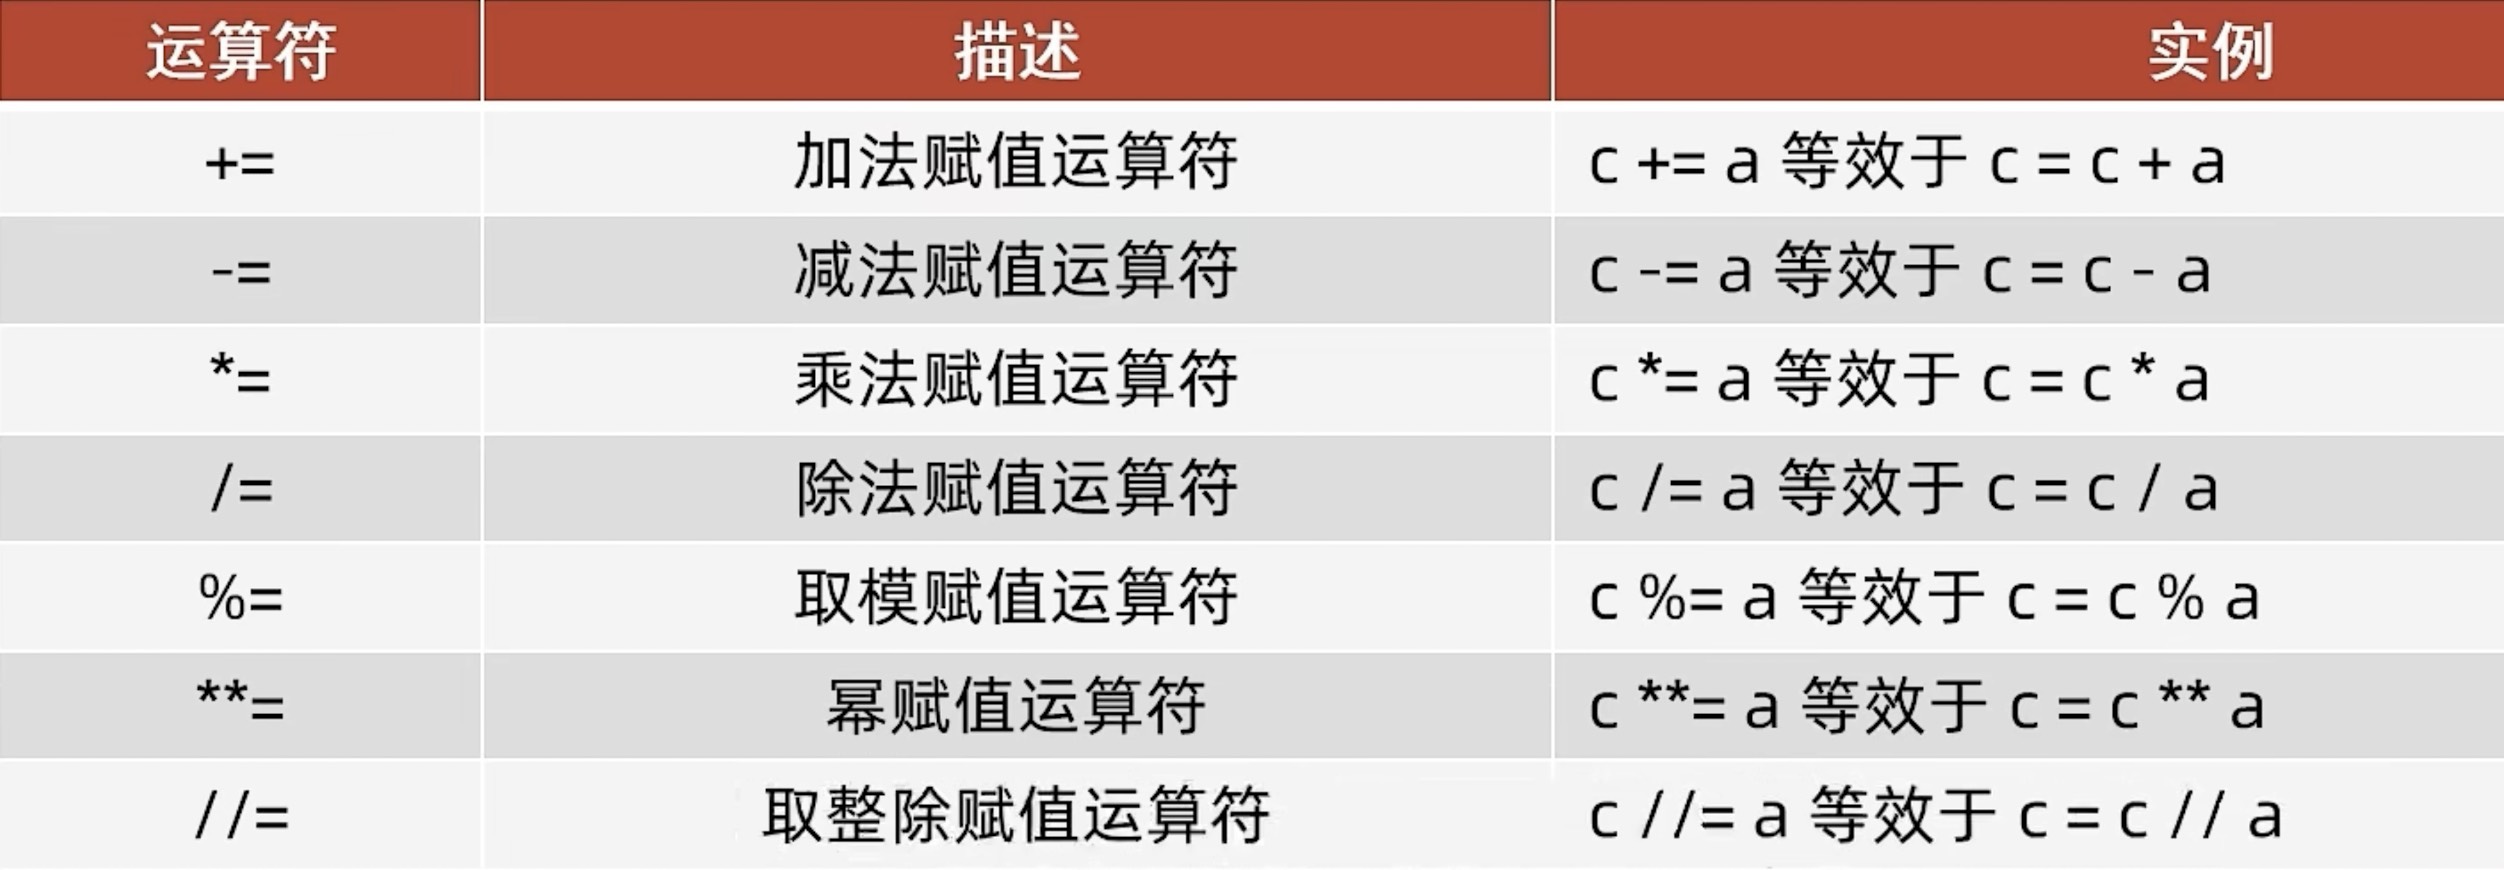 运算符 描述 实例
+= 加法赋值运算符 c += a 等效于 c = c + a
-= 减法赋值运算符 c -= a 等效于 c = c - a
*= 乘法赋值运算符 c *= a 等效于 c = c * a
/= 除法赋值运算符 c /= a 等效于 c = c / a
%= 取模赋值运算符 c %= a 等效于 c = c % a
**= 幂赋值运算符 c **= a 等效于 c = c ** a
//= 取整除赋值运算符 c //= a 等效于 c = c // a